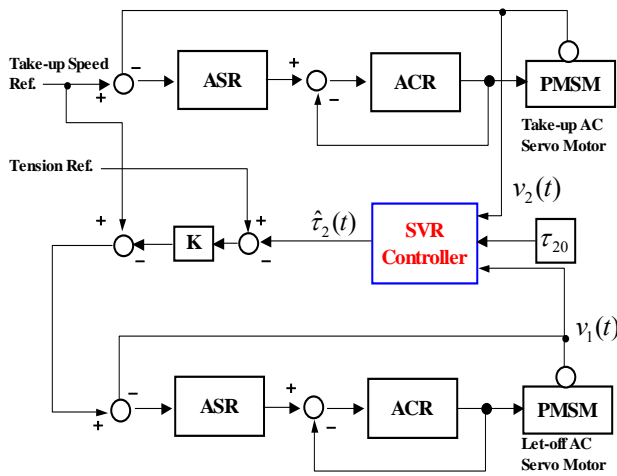 Take-up Speed
Ref.
−
+
ASR
+
−
ACR
PMSM
Take-up AC
Servo Motor
Tension Ref.
v₂(t)
+
−
K
+
−
τ̂₂(t)
SVR
Controller
τ₂₀
v₁(t)
−
+
ASR
+
−
ACR
PMSM
Let-off AC
Servo Motor